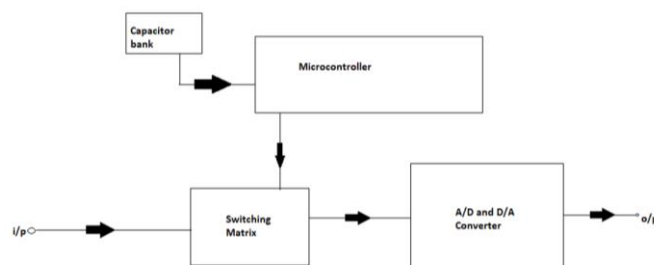 Capacitor
bank
Microcontroller
i/p
Switching
Matrix
A/D and D/A
Converter
o/p